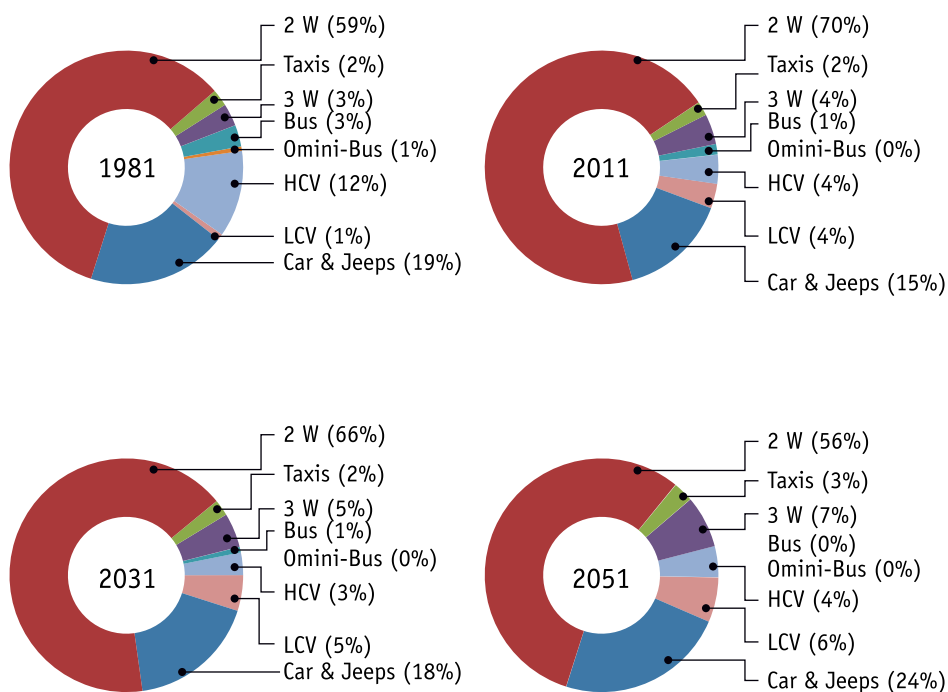 2 W (59%)
Taxis (2%)
3 W (3%)
Bus (3%)
Omini-Bus (1%)
HCV (12%)
LCV (1%)
Car & Jeeps (19%)
1981
2 W (70%)
Taxis (2%)
3 W (4%)
Bus (1%)
Omini-Bus (0%)
HCV (4%)
LCV (4%)
Car & Jeeps (15%)
2011
2 W (66%)
Taxis (2%)
3 W (5%)
Bus (1%)
Omini-Bus (0%)
HCV (3%)
LCV (5%)
Car & Jeeps (18%)
2031
2 W (56%)
Taxis (3%)
3 W (7%)
Bus (0%)
Omini-Bus (0%)
HCV (4%)
LCV (6%)
Car & Jeeps (24%)
2051